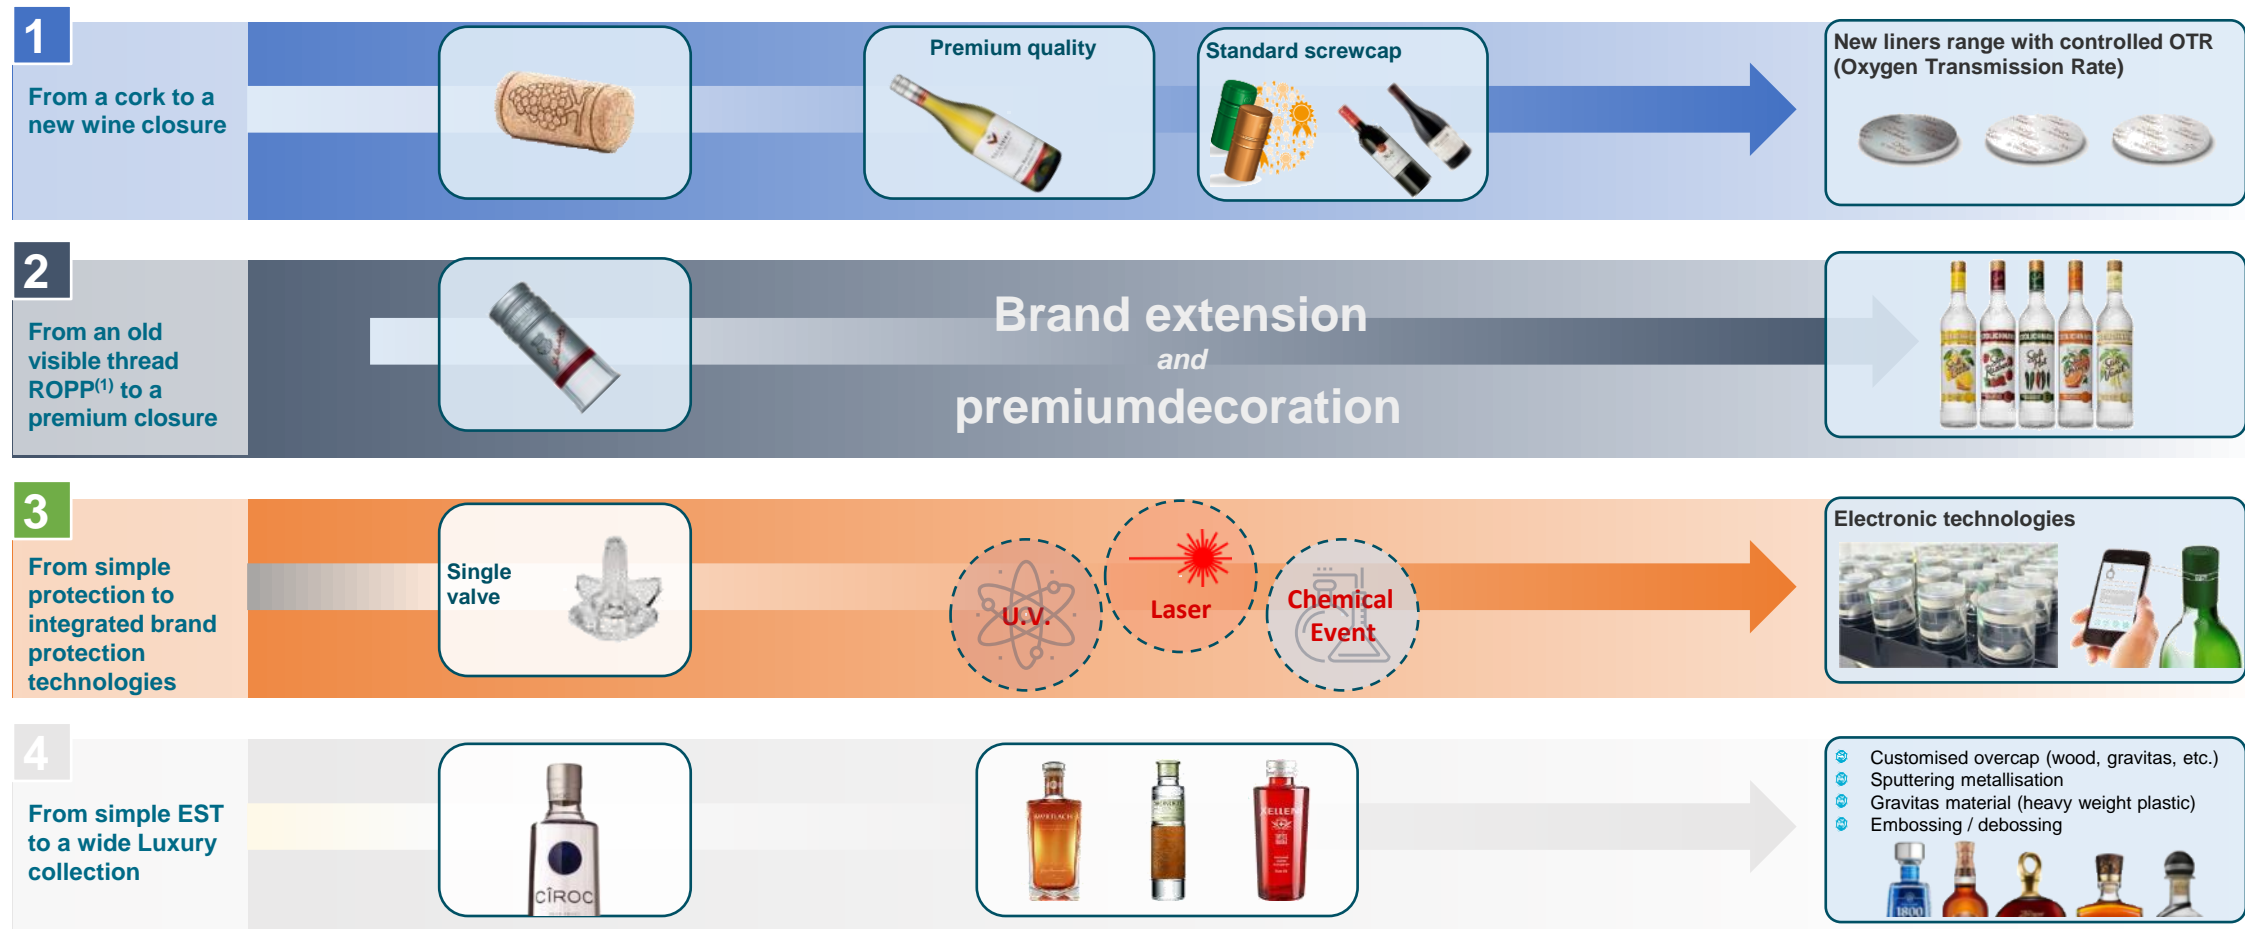 1
From a cork to a
new wine closure
Premium quality
Standard screwcap
New liners range with controlled OTR
(Oxygen Transmission Rate)
2
From an old
visible thread
ROPP(1) to a
premium closure
Brand extension
and
premiumdecoration
3
From simple
protection to
integrated brand
protection
technologies
Single
valve
U.V.
Laser
Chemical
Event
Electronic technologies
4
From simple EST
to a wide Luxury
collection
CÎROC
Customised overcap (wood, gravitas, etc.)
Sputtering metallisation
Gravitas material (heavy weight plastic)
Embossing / debossing
1800